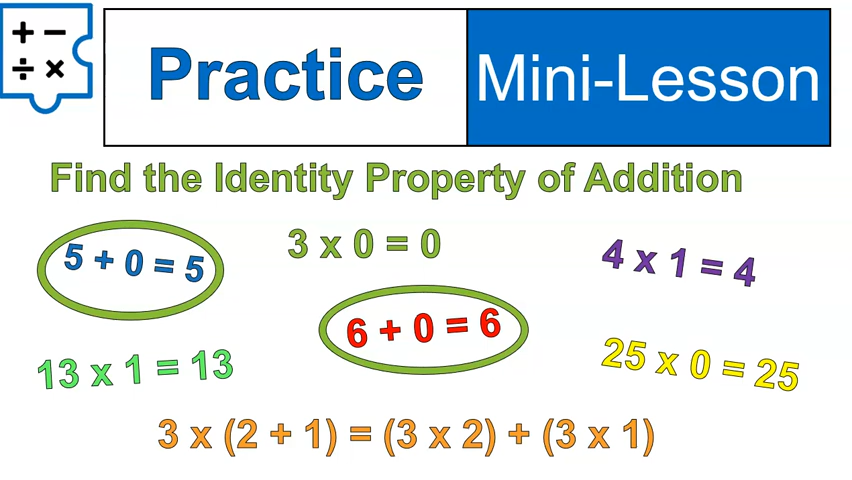 + −
÷ ×
Practice
Mini-Lesson
Find the Identity Property of Addition
5 + 0 = 5
3 x 0 = 0
4 x 1 = 4
6 + 0 = 6
13 x 1 = 13
25 x 0 = 25
3 x (2 + 1) = (3 x 2) + (3 x 1)